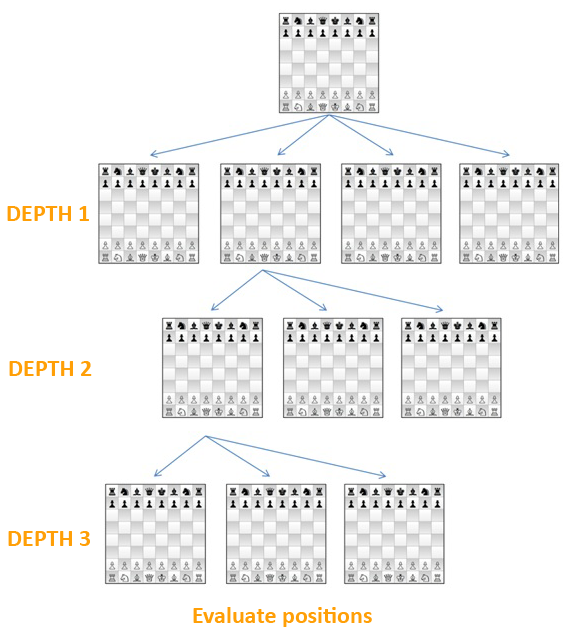 DEPTH 1
DEPTH 2
DEPTH 3
Evaluate positions